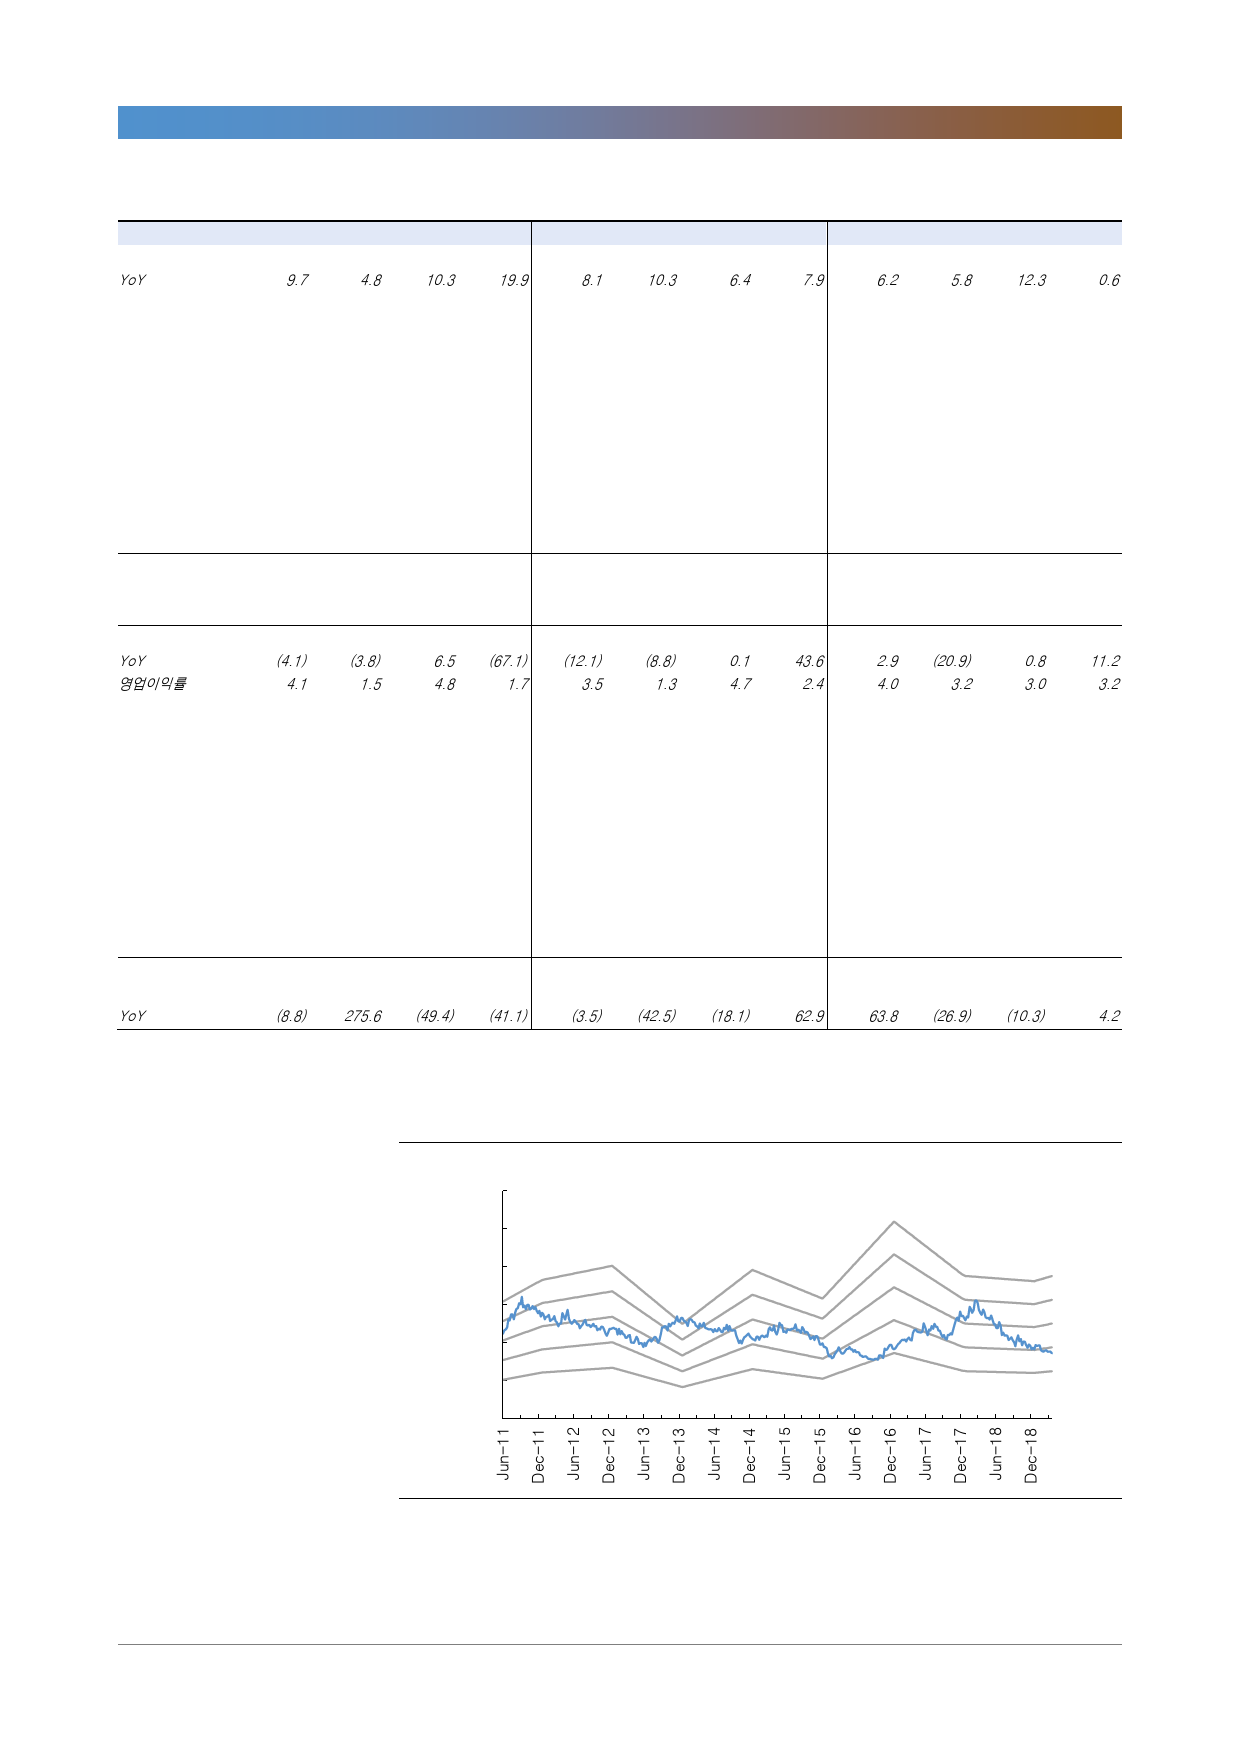 YoY 9.7 4.8 10.3 19.9 8.1 10.3 6.4 7.9 6.2 5.8 12.3 0.6
YoY (4.1) (3.8) 6.5 (67.1) (12.1) (8.8) 0.1 43.6 2.9 (20.9) 0.8 11.2
영업이익률 4.1 1.5 4.8 1.7 3.5 1.3 4.7 2.4 4.0 3.2 3.0 3.2
YoY (8.8) 275.6 (49.4) (41.1) (3.5) (42.5) (18.1) 62.9 63.8 (26.9) (10.3) 4.2
Jun-11
Dec-11
Jun-12
Dec-12
Jun-13
Dec-13
Jun-14
Dec-14
Jun-15
Dec-15
Jun-16
Dec-16
Jun-17
Dec-17
Jun-18
Dec-18